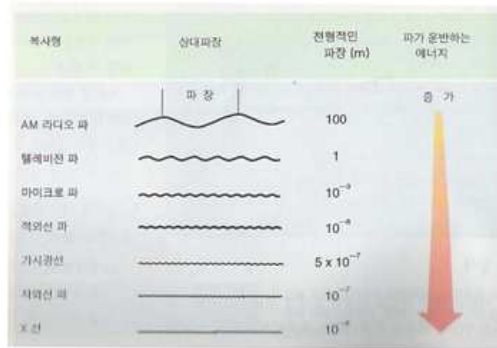 복사형 상대파장 전형적인 파장 (m) 파가 운반하는 에너지
파 장 증 가
AM 라디오 파 100
텔레비전 파 1
마이크로 파 10⁻³
적외선 파 10⁻⁶
가시광선 5 x 10⁻⁷
자외선 파 10⁻⁷
X 선